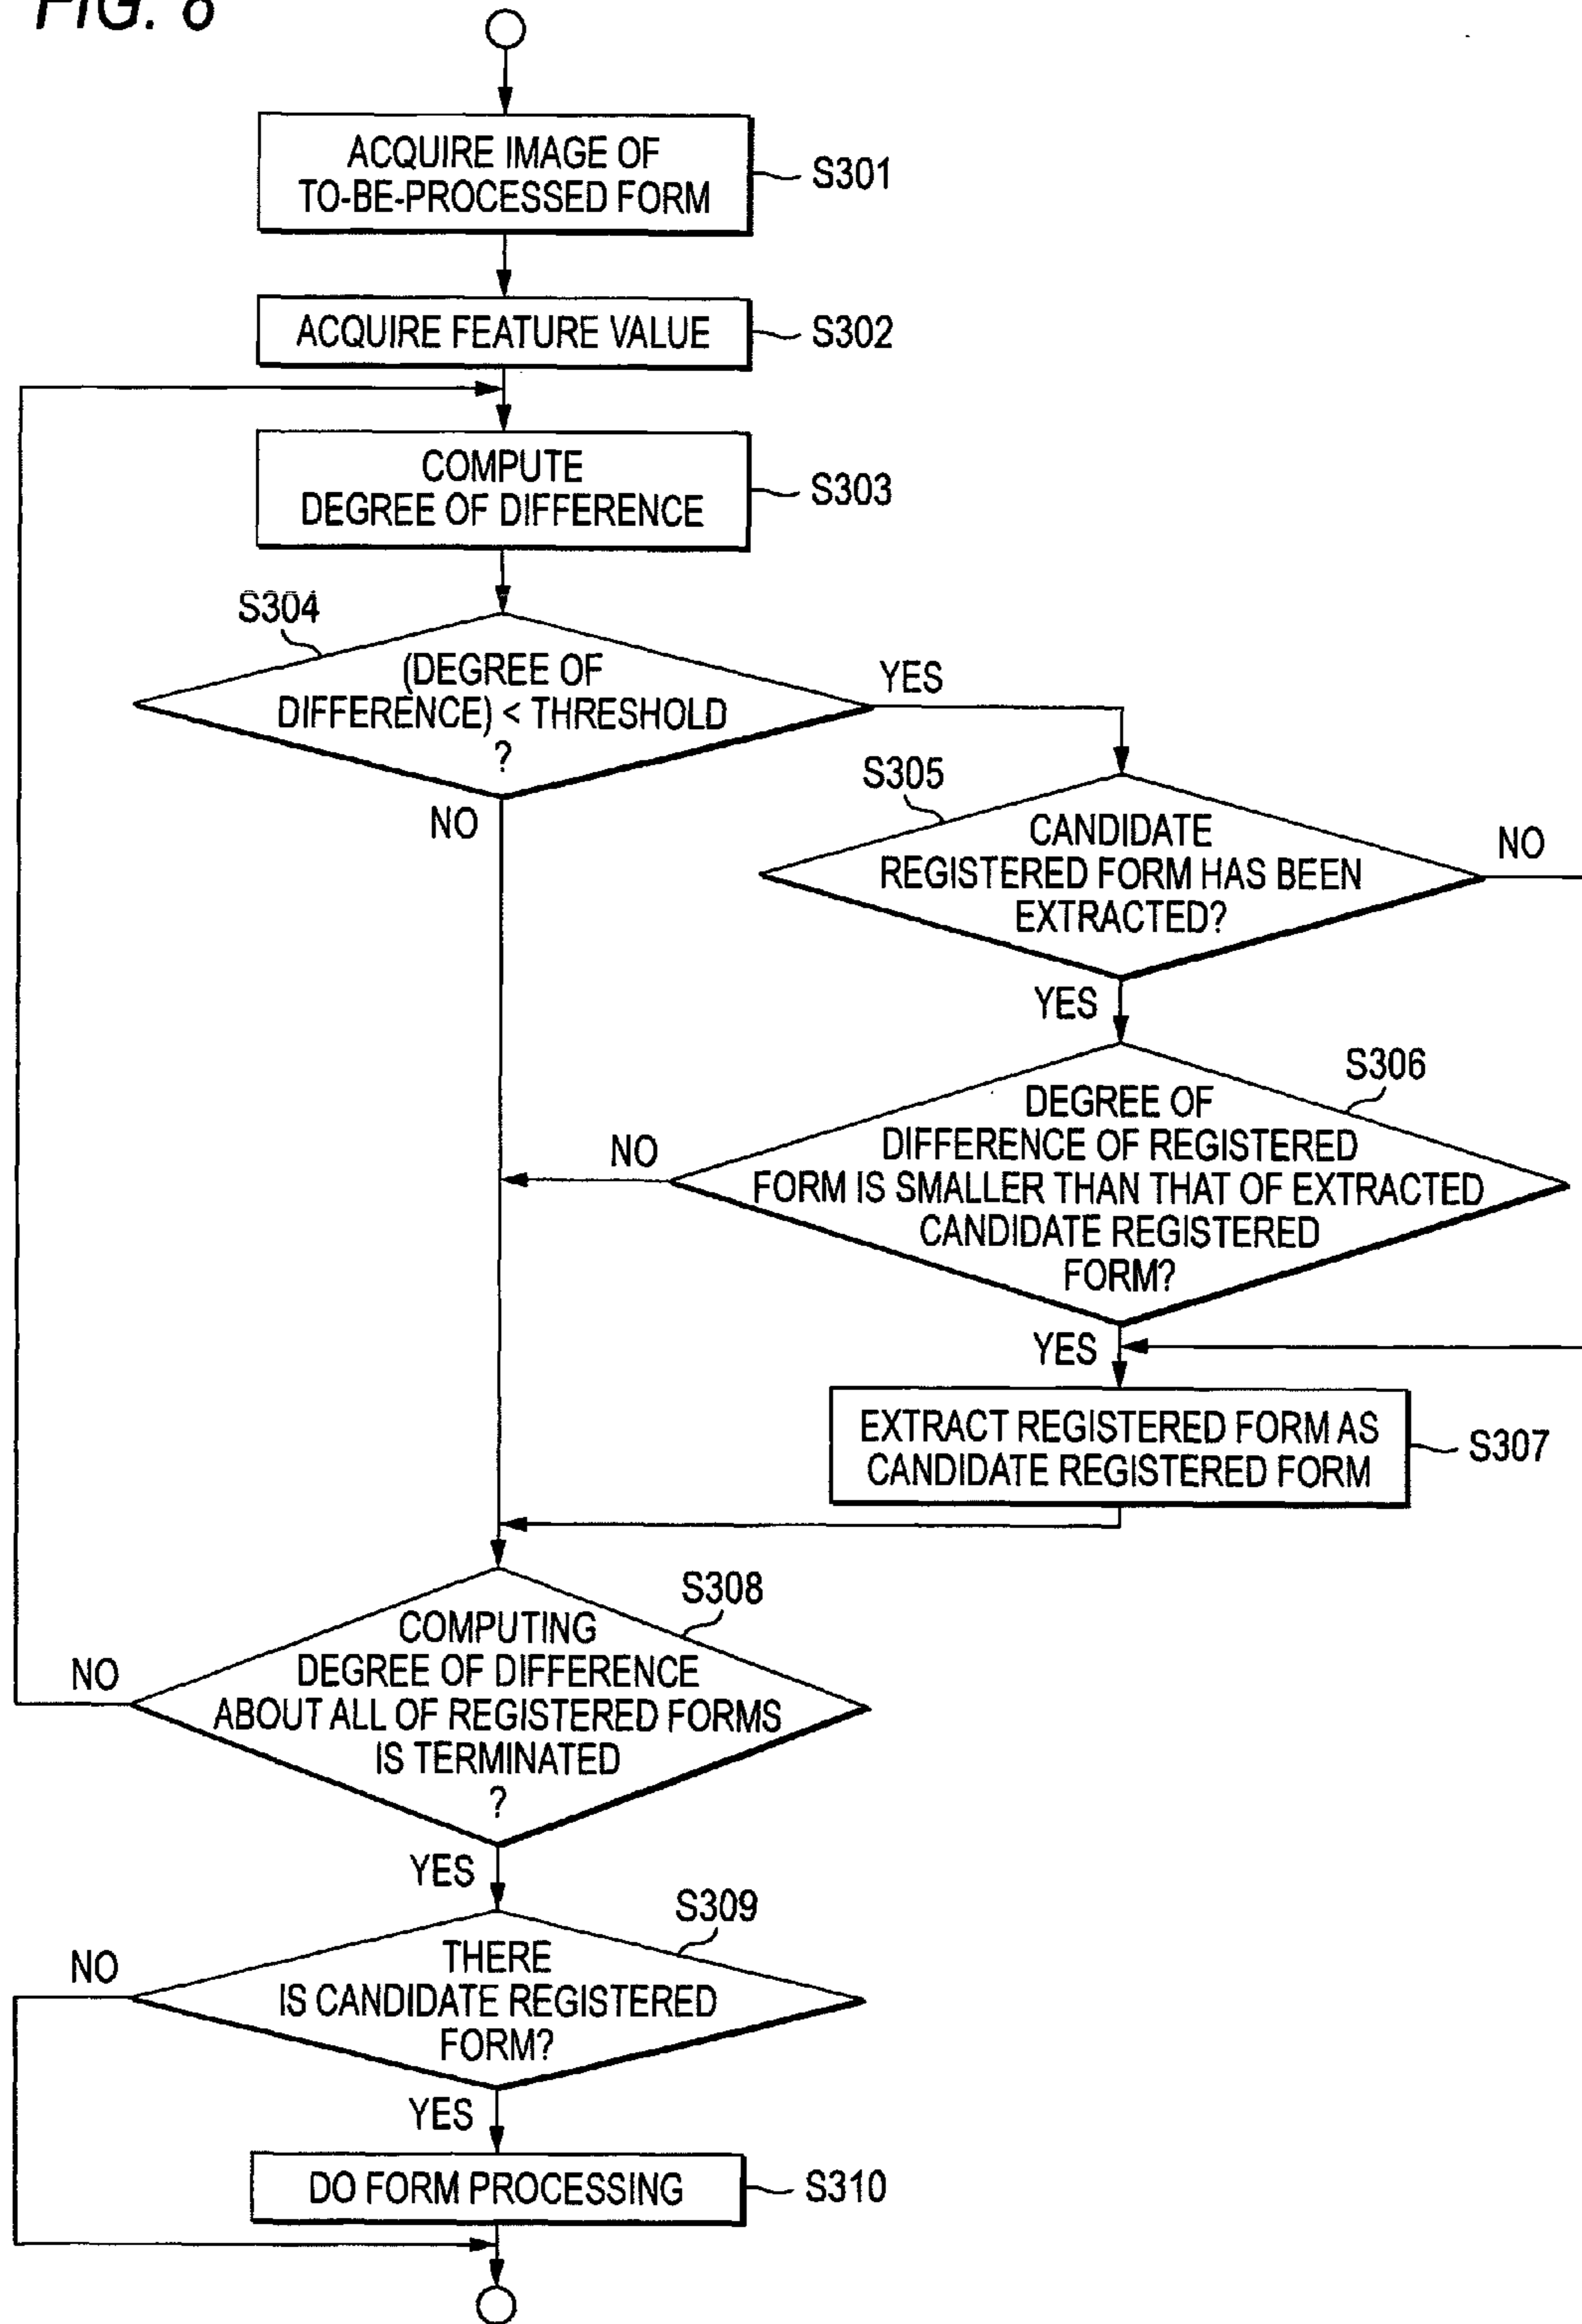 FIG. 8
ACQUIRE IMAGE OF
TO-BE-PROCESSED FORM
S301
ACQUIRE FEATURE VALUE
S302
COMPUTE
DEGREE OF DIFFERENCE
S303
S304
(DEGREE OF
DIFFERENCE) < THRESHOLD
?
YES
NO
S305
CANDIDATE
REGISTERED FORM HAS BEEN
EXTRACTED?
NO
YES
S306
DEGREE OF
DIFFERENCE OF REGISTERED
FORM IS SMALLER THAN THAT OF EXTRACTED
CANDIDATE REGISTERED
FORM?
NO
YES
EXTRACT REGISTERED FORM AS
CANDIDATE REGISTERED FORM
S307
S308
COMPUTING
DEGREE OF DIFFERENCE
ABOUT ALL OF REGISTERED FORMS
IS TERMINATED
?
NO
YES
S309
THERE
IS CANDIDATE REGISTERED
FORM?
NO
YES
DO FORM PROCESSING
S310